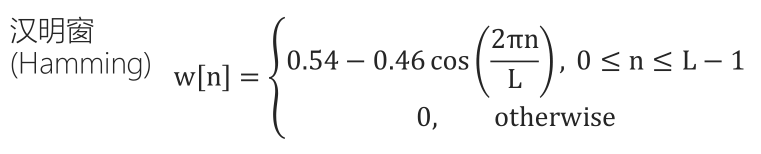 汉明窗
(Hamming)
w[n] = { 0.54 − 0.46 cos(2πn/L), 0 ≤ n ≤ L − 1
0, otherwise